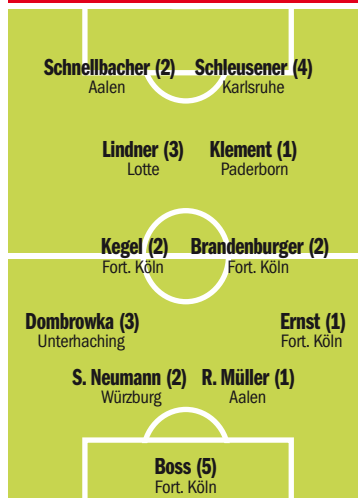 Schnellbacher (2) Schleusener (4)
Aalen Karlsruhe
Lindner (3) Klement (1)
Lotte Paderborn
Kegel (2) Brandenburger (2)
Fort. Köln Fort. Köln
Dombrowka (3) Ernst (1)
Unterhaching Fort. Köln
S. Neumann (2) R. Müller (1)
Würzburg Aalen
Boss (5)
Fort. Köln